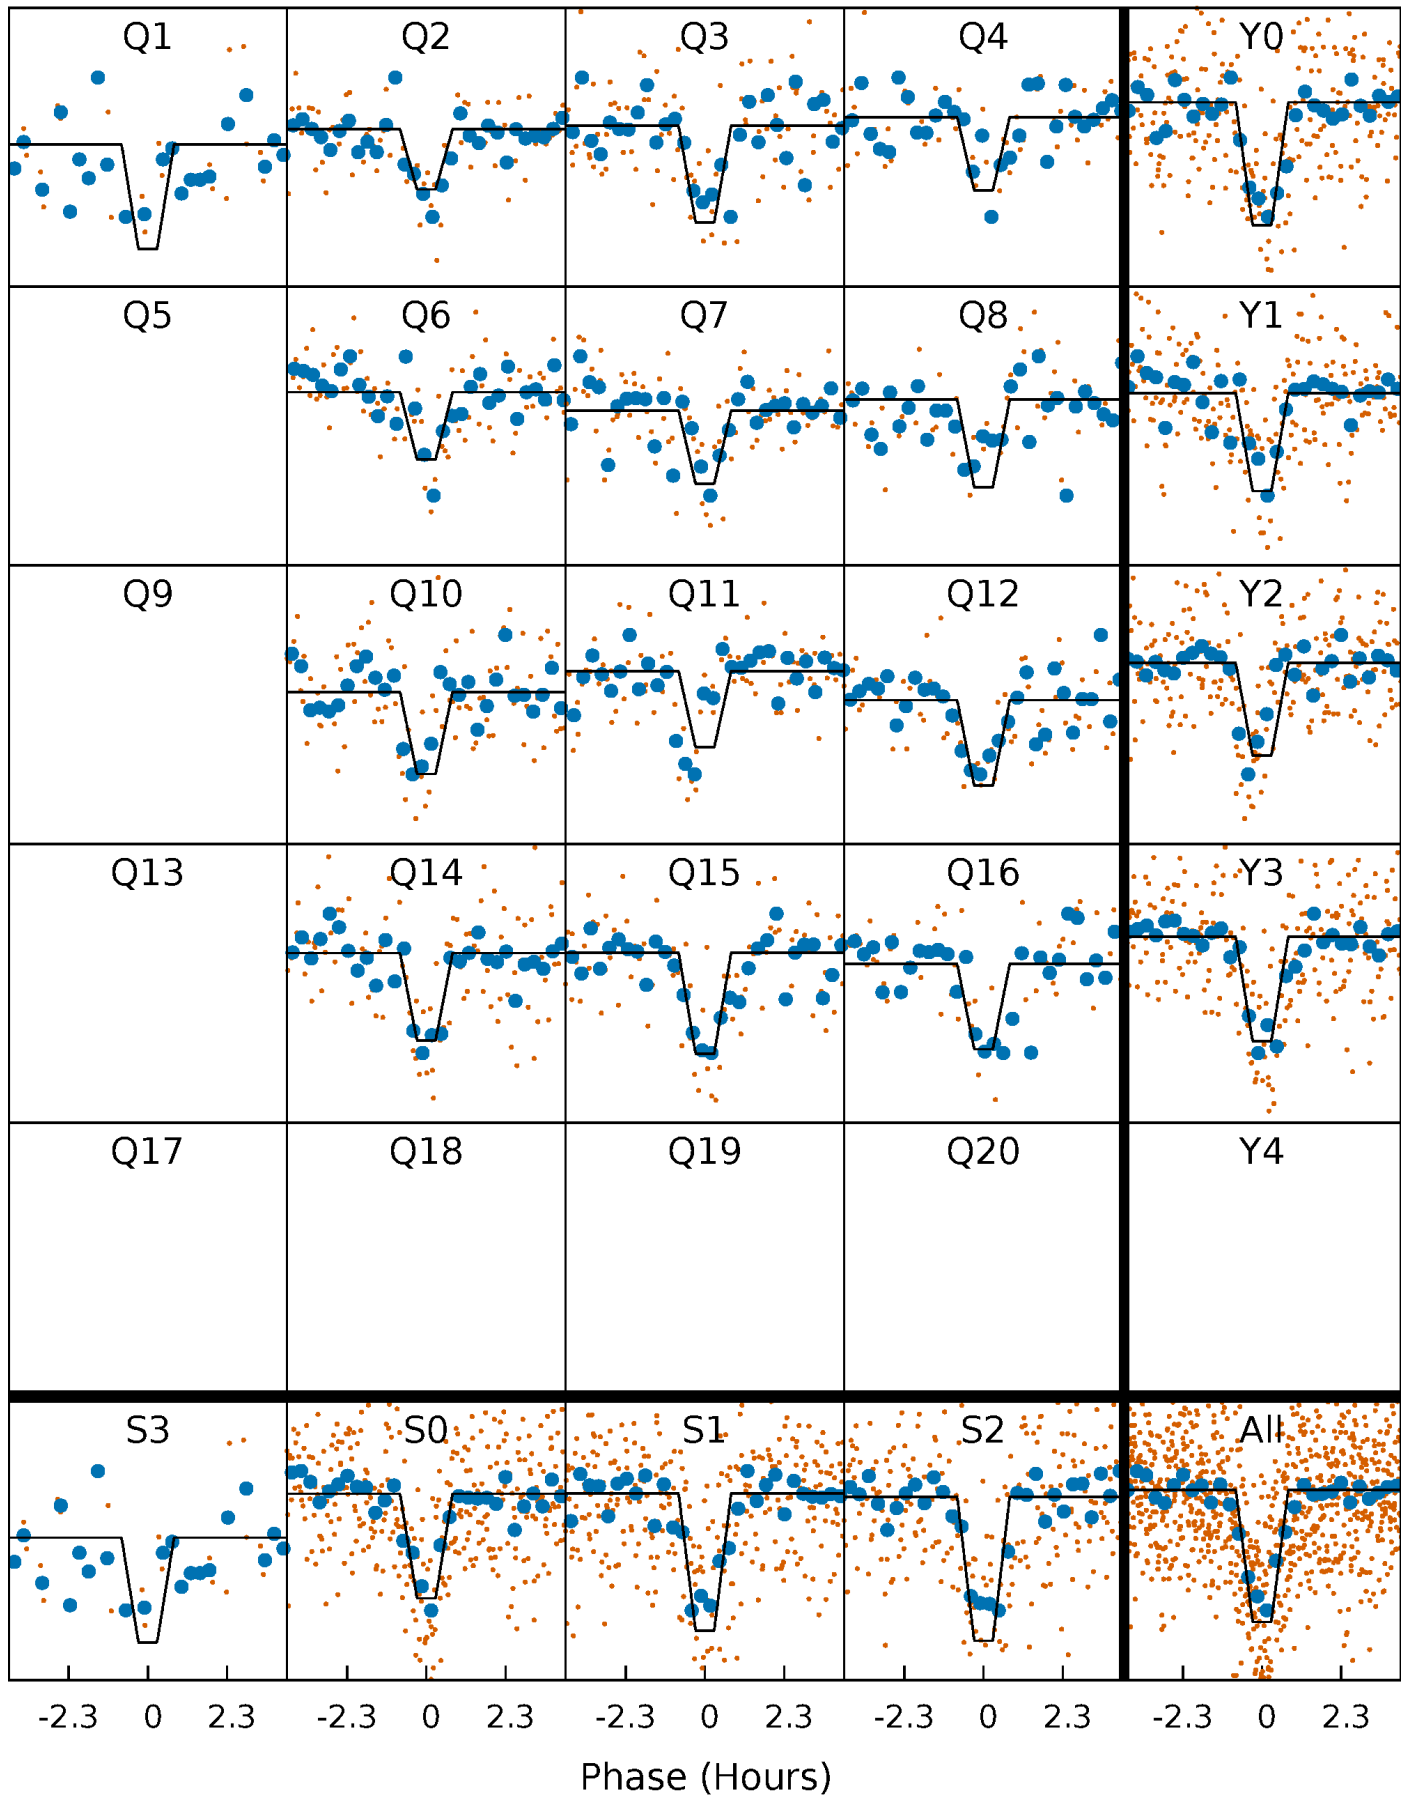 Q1 Q2 Q3 Q4 Y0
Q5 Q6 Q7 Q8 Y1
Q9 Q10 Q11 Q12 Y2
Q13 Q14 Q15 Q16 Y3
Q17 Q18 Q19 Q20 Y4
S3 S0 S1 S2 All
-2.3 0 2.3 -2.3 0 2.3 -2.3 0 2.3 -2.3 0 2.3 -2.3 0 2.3
Phase (Hours)